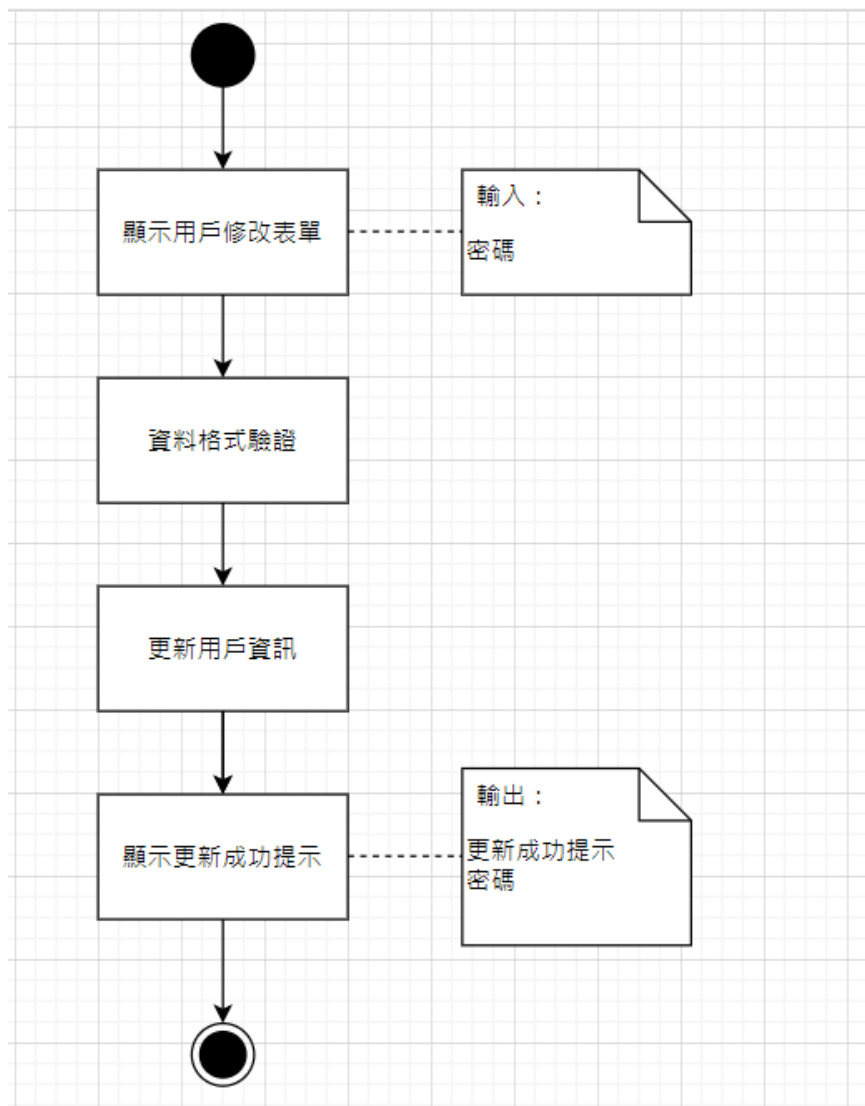 顯示用戶修改表單
輸入：
密碼
資料格式驗證
更新用戶資訊
顯示更新成功提示
輸出：
更新成功提示
密碼